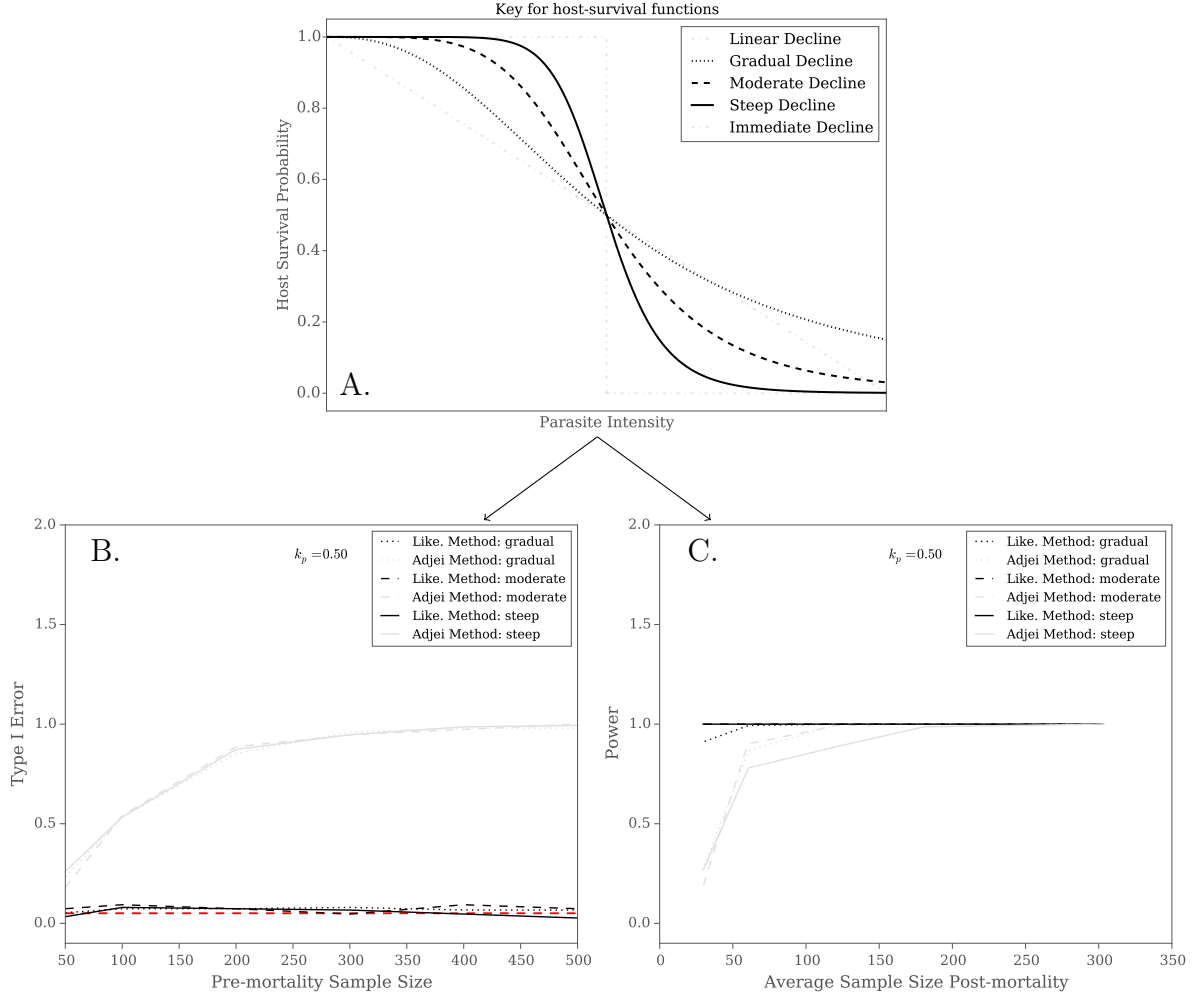 Key for host-survival functions
1.0
0.8
0.6
0.4
0.2
0.0
Host Survival Probability
Linear Decline
Gradual Decline
Moderate Decline
Steep Decline
Immediate Decline
A.
Parasite Intensity
2.0
1.5
1.0
0.5
0.0
Type I Error
B.
k_p = 0.50
Like. Method: gradual
Adjei Method: gradual
Like. Method: moderate
Adjei Method: moderate
Like. Method: steep
Adjei Method: steep
50 100 150 200 250 300 350 400 450 500
Pre-mortality Sample Size
2.0
1.5
1.0
0.5
0.0
Power
C.
k_p = 0.50
Like. Method: gradual
Adjei Method: gradual
Like. Method: moderate
Adjei Method: moderate
Like. Method: steep
Adjei Method: steep
0 50 100 150 200 250 300 350
Average Sample Size Post-mortality